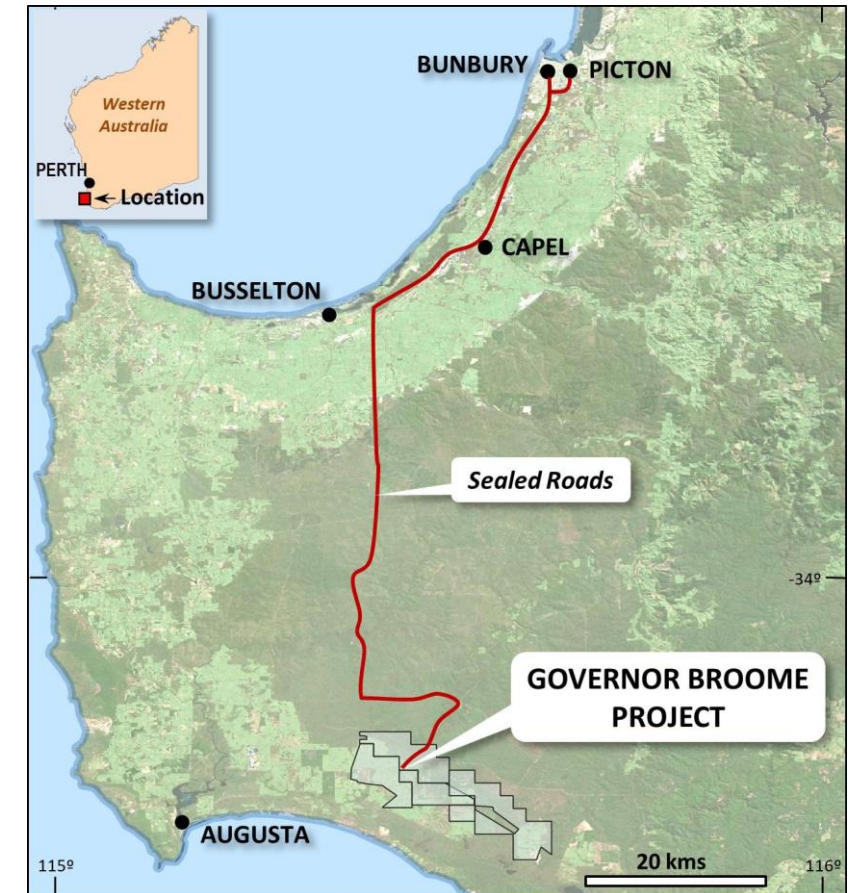 Western
Australia
PERTH
Location
BUNBURY
PICTON
CAPEL
BUSSELTON
Sealed Roads
-34º
GOVERNOR BROOME
PROJECT
AUGUSTA
20 kms
115º
116º